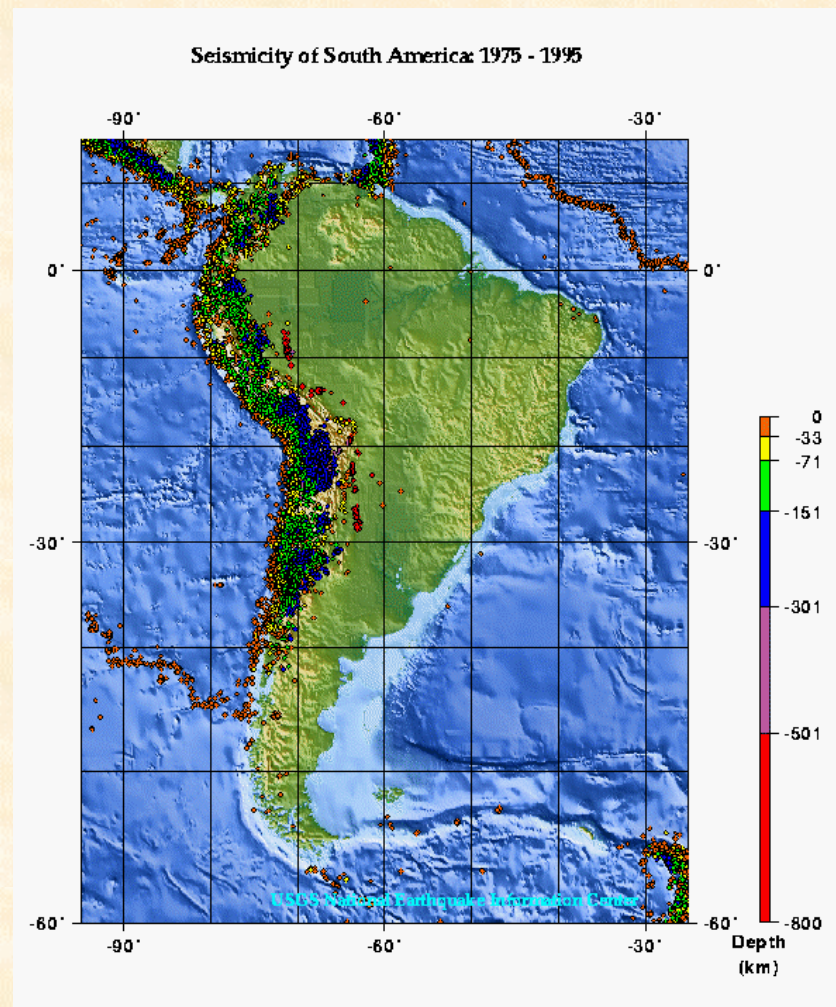 Seismicity of South America: 1975 - 1995
-90° -60° -30°
0° 0°
-30° -30°
-60° -60°
-90° -60° -30°
0
-33
-71
-151
-301
-501
-800
Depth
(km)
USGS National Earthquake Information Center